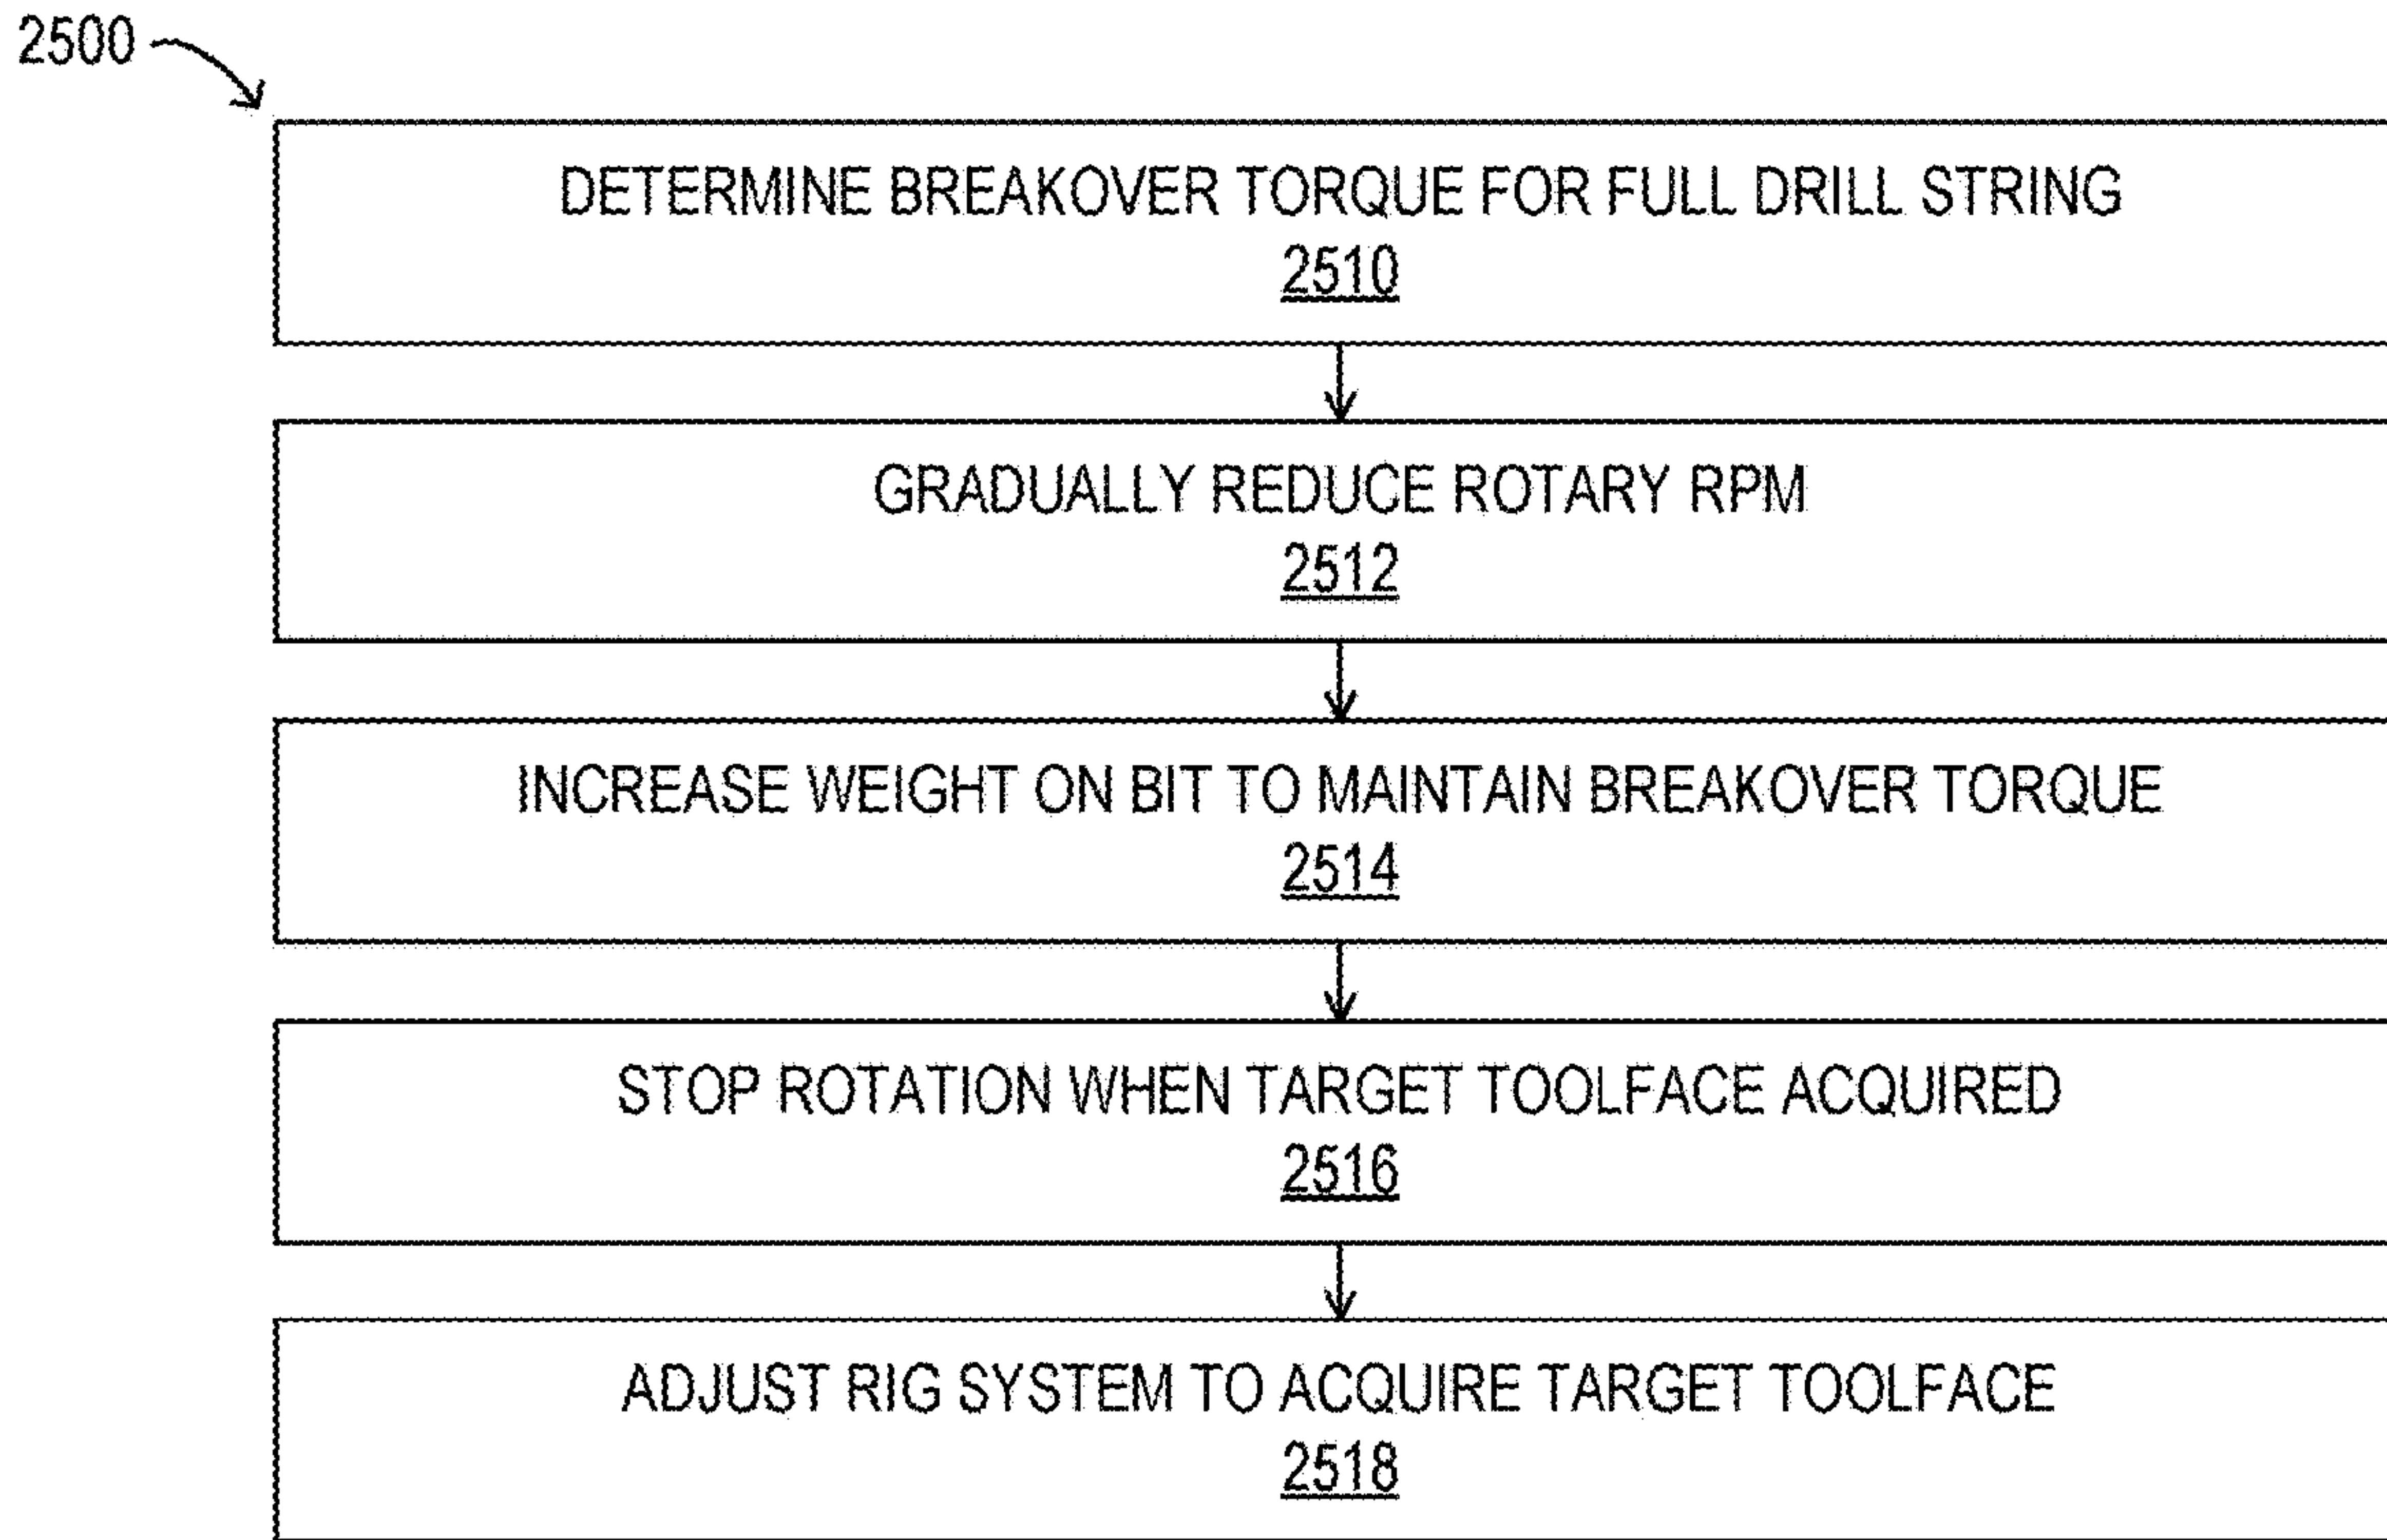 2500
DETERMINE BREAKOVER TORQUE FOR FULL DRILL STRING
2510
GRADUALLY REDUCE ROTARY RPM
2512
INCREASE WEIGHT ON BIT TO MAINTAIN BREAKOVER TORQUE
2514
STOP ROTATION WHEN TARGET TOOLFACE ACQUIRED
2516
ADJUST RIG SYSTEM TO ACQUIRE TARGET TOOLFACE
2518